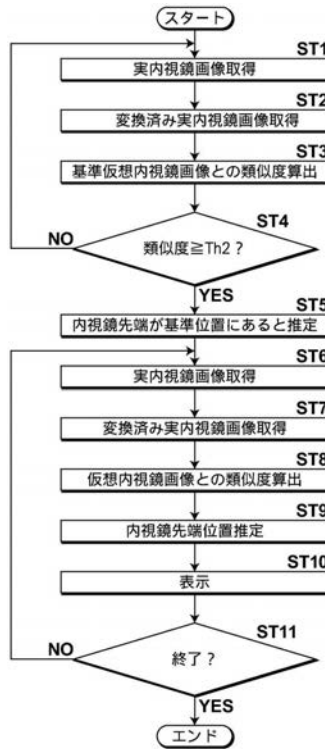 スタート
ST1
実内視鏡画像取得
ST2
変換済み実内視鏡画像取得
ST3
基準仮想内視鏡画像との類似度算出
ST4
NO
類似度≧Th2？
YES
ST5
内視鏡先端が基準位置にあると推定
ST6
実内視鏡画像取得
ST7
変換済み実内視鏡画像取得
ST8
仮想内視鏡画像との類似度算出
ST9
内視鏡先端位置推定
ST10
表示
ST11
NO
終了？
YES
エンド